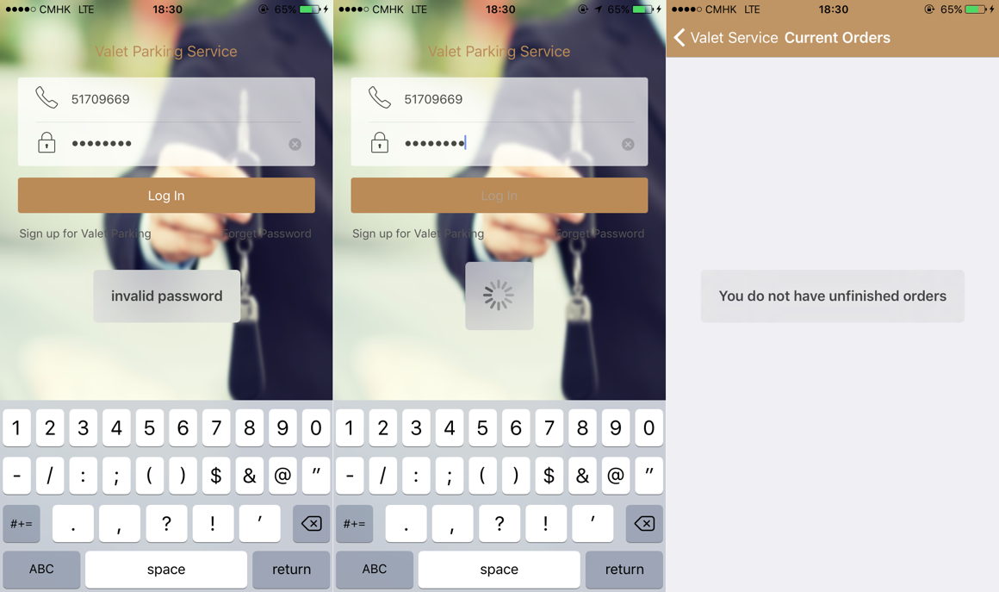 CMHK LTE 18:30 65%
Valet Parking Service
51709669
••••••••
Log In
Sign up for Valet Parking Forget Password
invalid password
1 2 3 4 5 6 7 8 9 0
- / : ; ( ) $ & @ "
#+= . , ? ! ’
ABC space return
CMHK LTE 18:30 65%
Valet Parking Service
51709669
••••••••
Log In
Sign up for Valet Parking Forget Password
1 2 3 4 5 6 7 8 9 0
- / : ; ( ) $ & @ "
#+= . , ? ! ’
ABC space return
CMHK LTE 18:30 65%
Valet Service Current Orders
You do not have unfinished orders